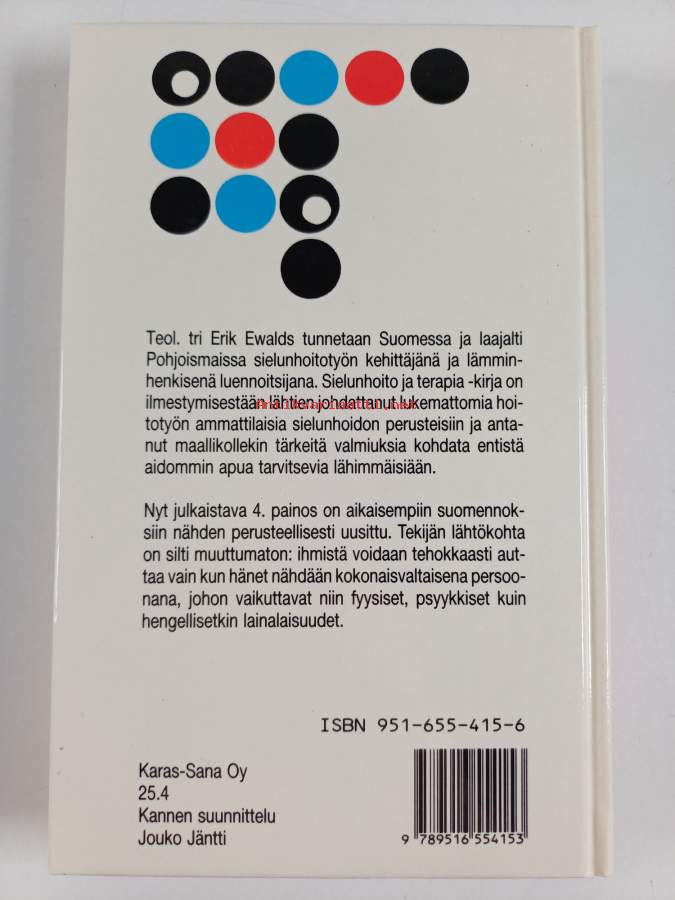 Teol. tri Erik Ewalds tunnetaan Suomessa ja laajalti
Pohjoismaissa sielunhoitotyön kehittäjänä ja lämmin-
henkisenä luennoitsijana. Sielunhoito ja terapia -kirja on
ilmestymisestään lähtien johdattanut lukemattomia hoi-
Antikvariaatti.net
totyön ammattilaisia sielunhoidon perusteisiin ja anta-
nut maallikollekin tärkeitä valmiuksia kohdata entistä
aidommin apua tarvitsevia lähimmäisiään.
Nyt julkaistava 4. painos on aikaisempiin suomennok-
siin nähden perusteellisesti uusittu. Tekijän lähtökohta
on silti muuttumaton: ihmistä voidaan tehokkaasti aut-
taa vain kun hänet nähdään kokonaisvaltaisena persoo-
nana, johon vaikuttavat niin fyysiset, psyykkiset kuin
hengellisetkin lainalaisuudet.
ISBN 951-655-415-6
Karas-Sana Oy
25.4
Kannen suunnittelu
Jouko Jäntti
9 789516 554153